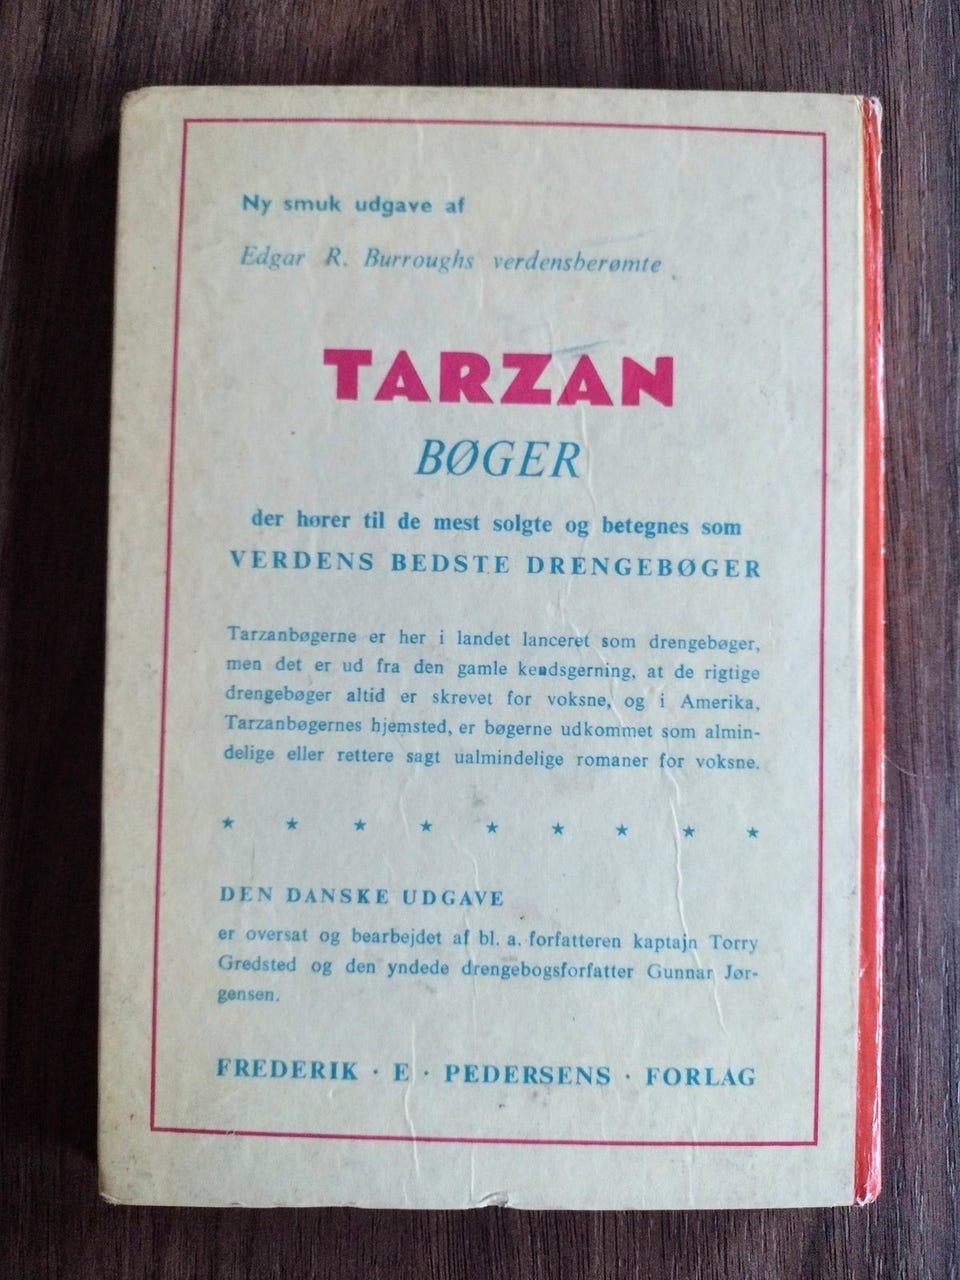 Ny smuk udgave af
Edgar R. Burroughs verdensberømte
TARZAN
BØGER
der hører til de mest solgte og betegnes som
VERDENS BEDSTE DRENGEBØGER
Tarzanbøgerne er her i landet lanceret som drengebøger,
men det er ud fra den gamle kendsgerning, at de rigtige
drengebøger altid er skrevet for voksne, og i Amerika,
Tarzanbøgernes hjemsted, er bøgerne udkommet som almin-
delige eller rettere sagt ualmindelige romaner for voksne.
★ ★ ★ ★ ★ ★ ★ ★ ★
DEN DANSKE UDGAVE
er oversat og bearbejdet af bl. a. forfatteren kaptajn Torry
Gredsted og den yndede drengebogsforfatter Gunnar Jør-
gensen.
FREDERIK · E · PEDERSENS · FORLAG